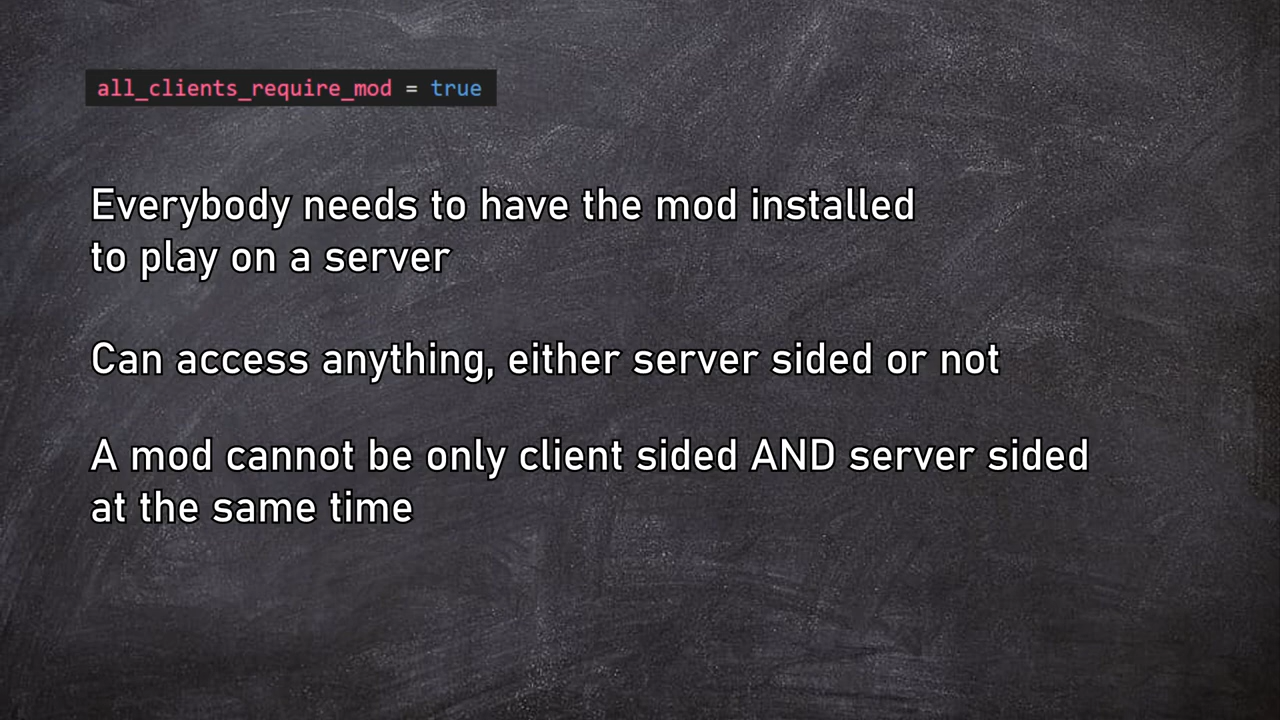 all_clients_require_mod = true
Everybody needs to have the mod installed
to play on a server
Can access anything, either server sided or not
A mod cannot be only client sided AND server sided
at the same time